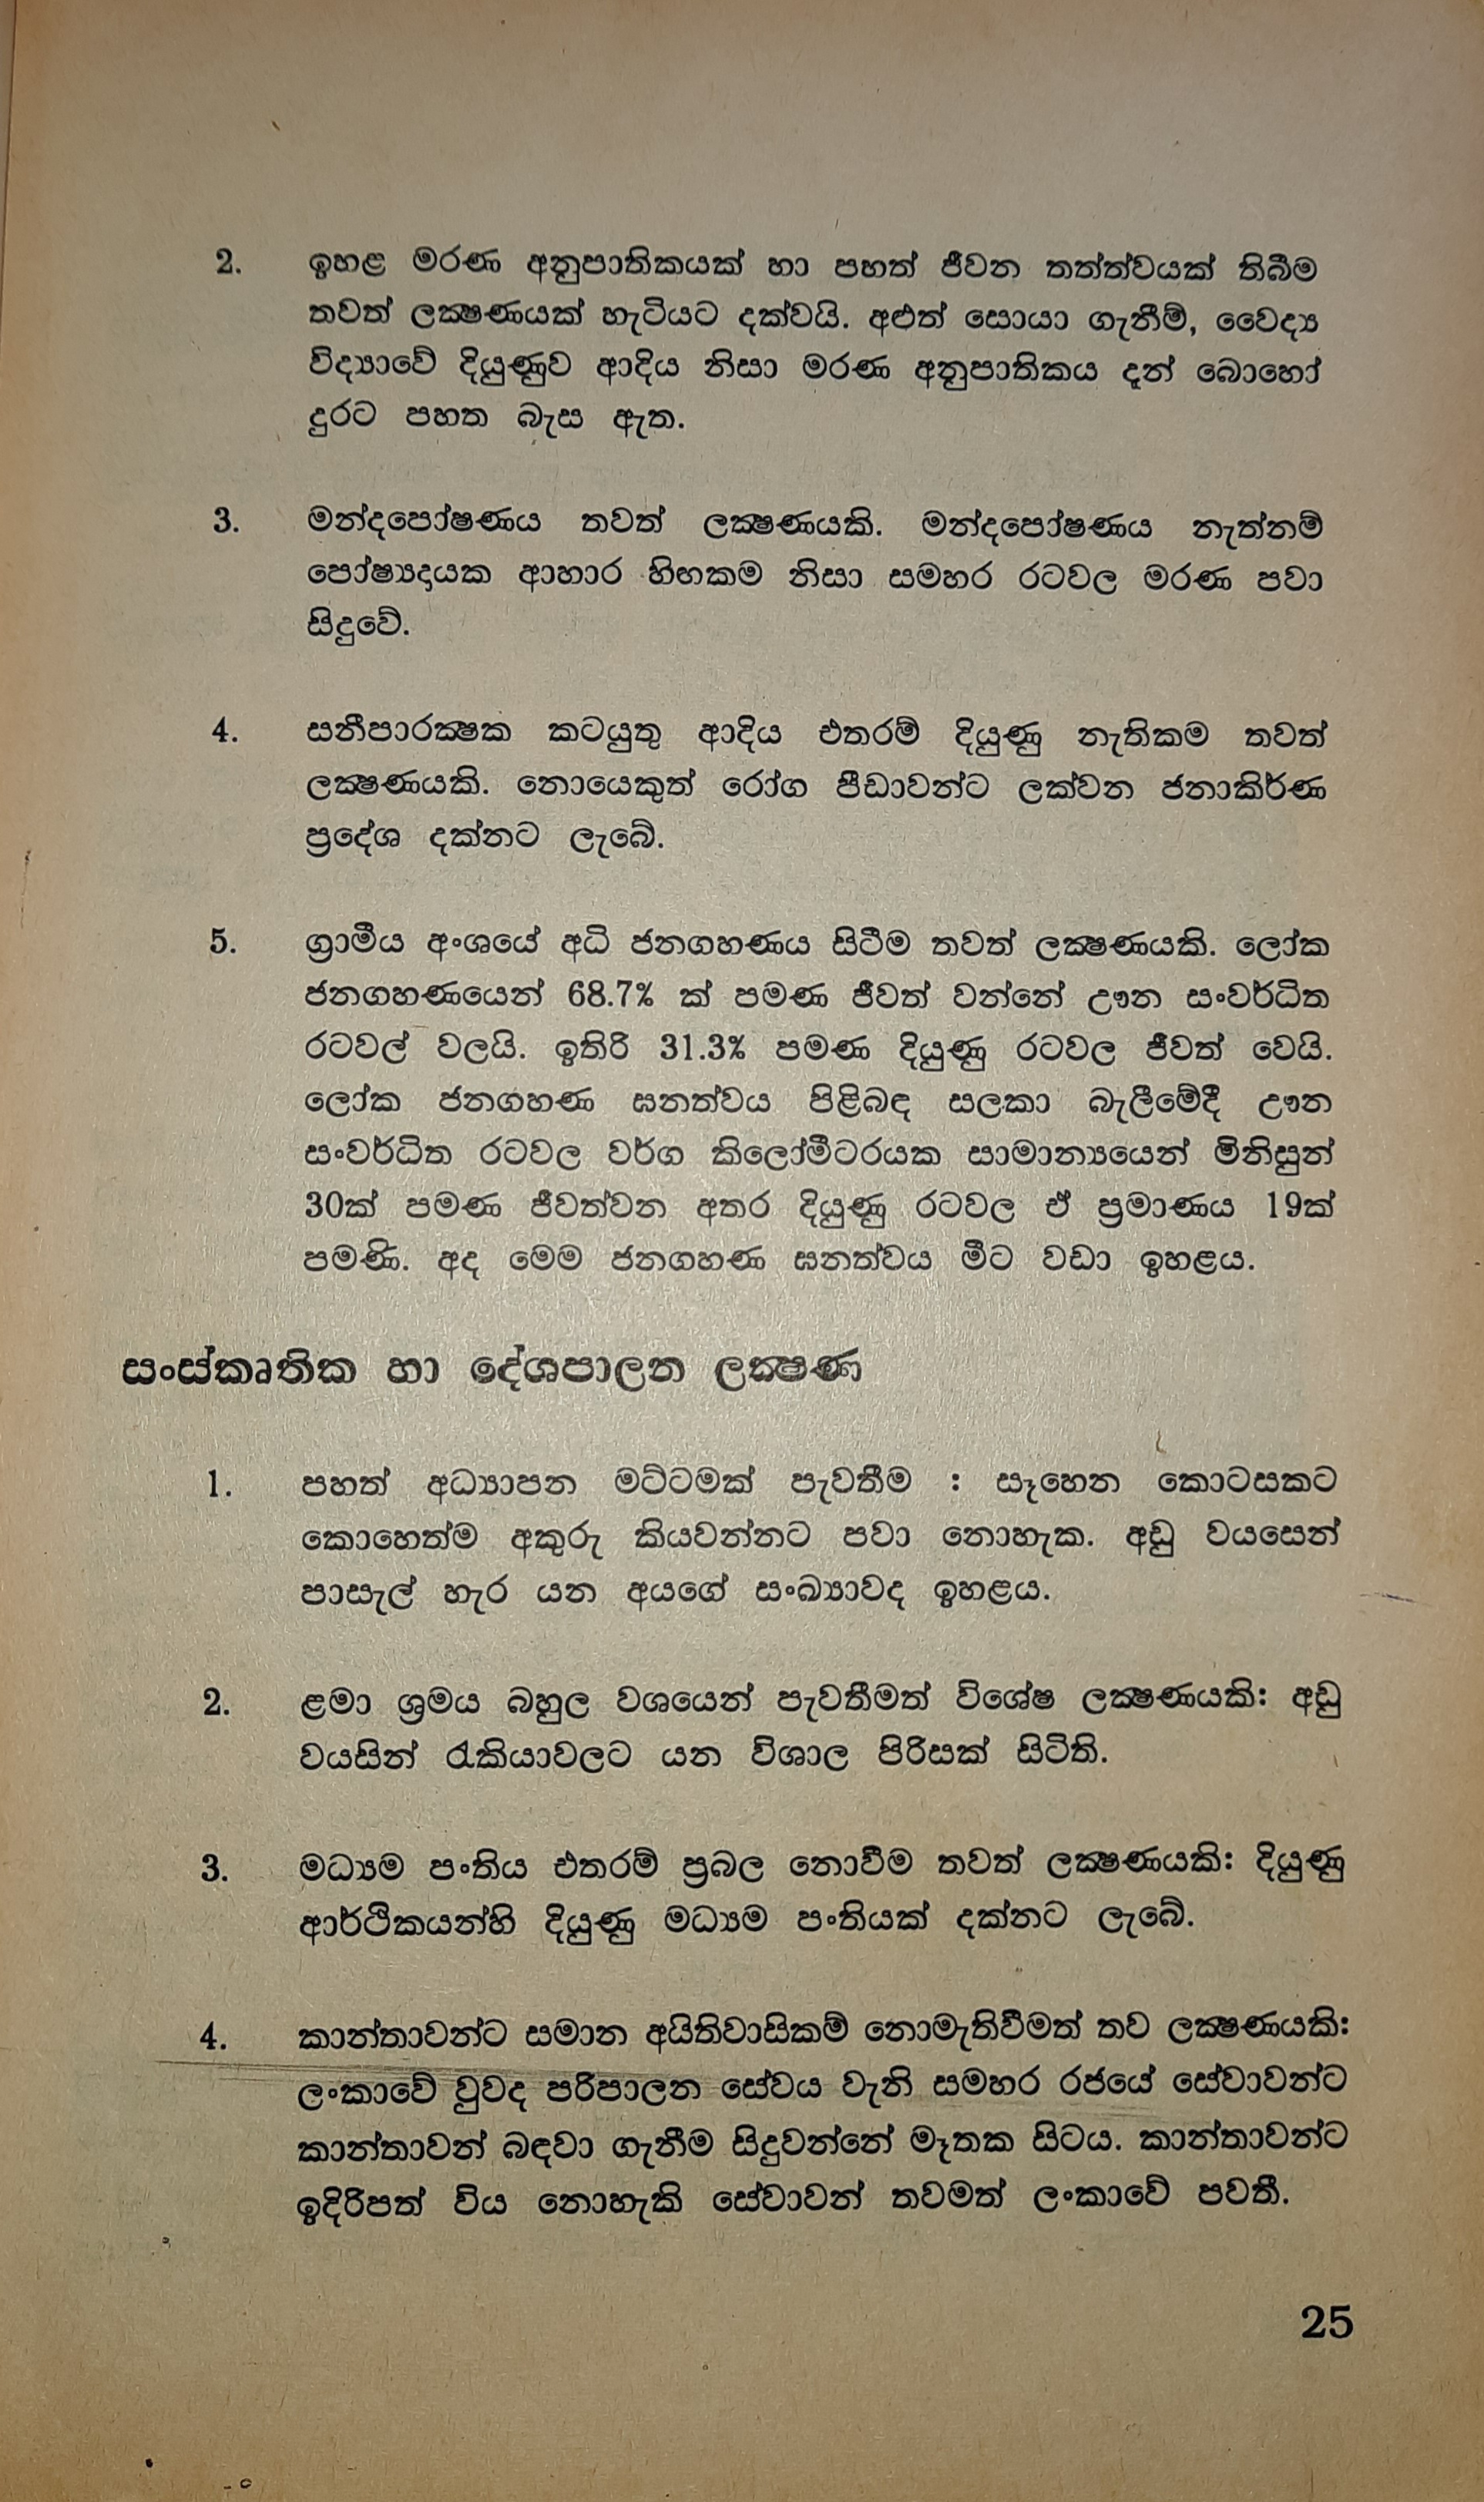 2. ඉහළ මරණ අනුපාතිකයක් හා පහත් ජීවන තත්ත්වයක් තිබීම
තවත් ලක්‍ෂණයක් හැටියට දක්වයි. අළුත් සොයා ගැනීම්, වෛද්‍ය
විද්‍යාවේ දියුණුව ආදිය නිසා මරණ අනුපාතිකය දැන් බොහෝ
දුරට පහත බැස ඇත.
3. මන්දපෝෂණය තවත් ලක්‍ෂණයකි. මන්දපෝෂණය නැත්නම්
පෝෂ්‍යදායක ආහාර හිඟකම නිසා සමහර රටවල මරණ පවා
සිදුවේ.
4. සනීපාරක්‍ෂක කටයුතු ආදිය එතරම් දියුණු නැතිකම තවත්
ලක්‍ෂණයකි. නොයෙකුත් රෝග පීඩාවන්ට ලක්වන ජනාකීර්ණ
ප්‍රදේශ දක්නට ලැබේ.
5. ග්‍රාමීය අංශයේ අධි ජනගහණය සිටීම තවත් ලක්‍ෂණයකි. ලෝක
ජනගහණයෙන් 68.7% ක් පමණ ජීවත් වන්නේ ඌන සංවර්ධිත
රටවල් වලයි. ඉතිරි 31.3% පමණ දියුණු රටවල ජීවත් වෙයි.
ලෝක ජනගහණ ඝනත්වය පිළිබඳ සලකා බැලීමේදී ඌන
සංවර්ධිත රටවල වර්ග කිලෝමීටරයක සාමාන්‍යයෙන් මිනිසුන්
30ක් පමණ ජීවත්වන අතර දියුණු රටවල ඒ ප්‍රමාණය 19ක්
පමණි. අද මෙම ජනගහණ ඝනත්වය මීට වඩා ඉහළය.
සංස්කෘතික හා දේශපාලන ලක්‍ෂණ
1. පහත් අධ්‍යාපන මට්ටමක් පැවතීම : සෑහෙන කොටසකට
කොහෙත්ම අකුරු කියවන්නට පවා නොහැක. අඩු වයසෙන්
පාසැල් හැර යන අයගේ සංඛ්‍යාවද ඉහළය.
2. ළමා ශ්‍රමය බහුල වශයෙන් පැවතීමත් විශේෂ ලක්‍ෂණයකි: අඩු
වයසින් රැකියාවලට යන විශාල පිරිසක් සිටිති.
3. මධ්‍යම පංතිය එතරම් ප්‍රබල නොවීම තවත් ලක්‍ෂණයකි: දියුණු
ආර්ථිකයන්හි දියුණු මධ්‍යම පංතියක් දක්නට ලැබේ.
4. කාන්තාවන්ට සමාන අයිතිවාසිකම් නොමැතිවීමත් තව ලක්‍ෂණයකි:
ලංකාවේ වුවද පරිපාලන සේවය වැනි සමහර රජයේ සේවාවන්ට
කාන්තාවන් බඳවා ගැනීම සිදුවන්නේ මෑතක සිටය. කාන්තාවන්ට
ඉදිරිපත් විය නොහැකි සේවාවන් තවමත් ලංකාවේ පවතී.
25